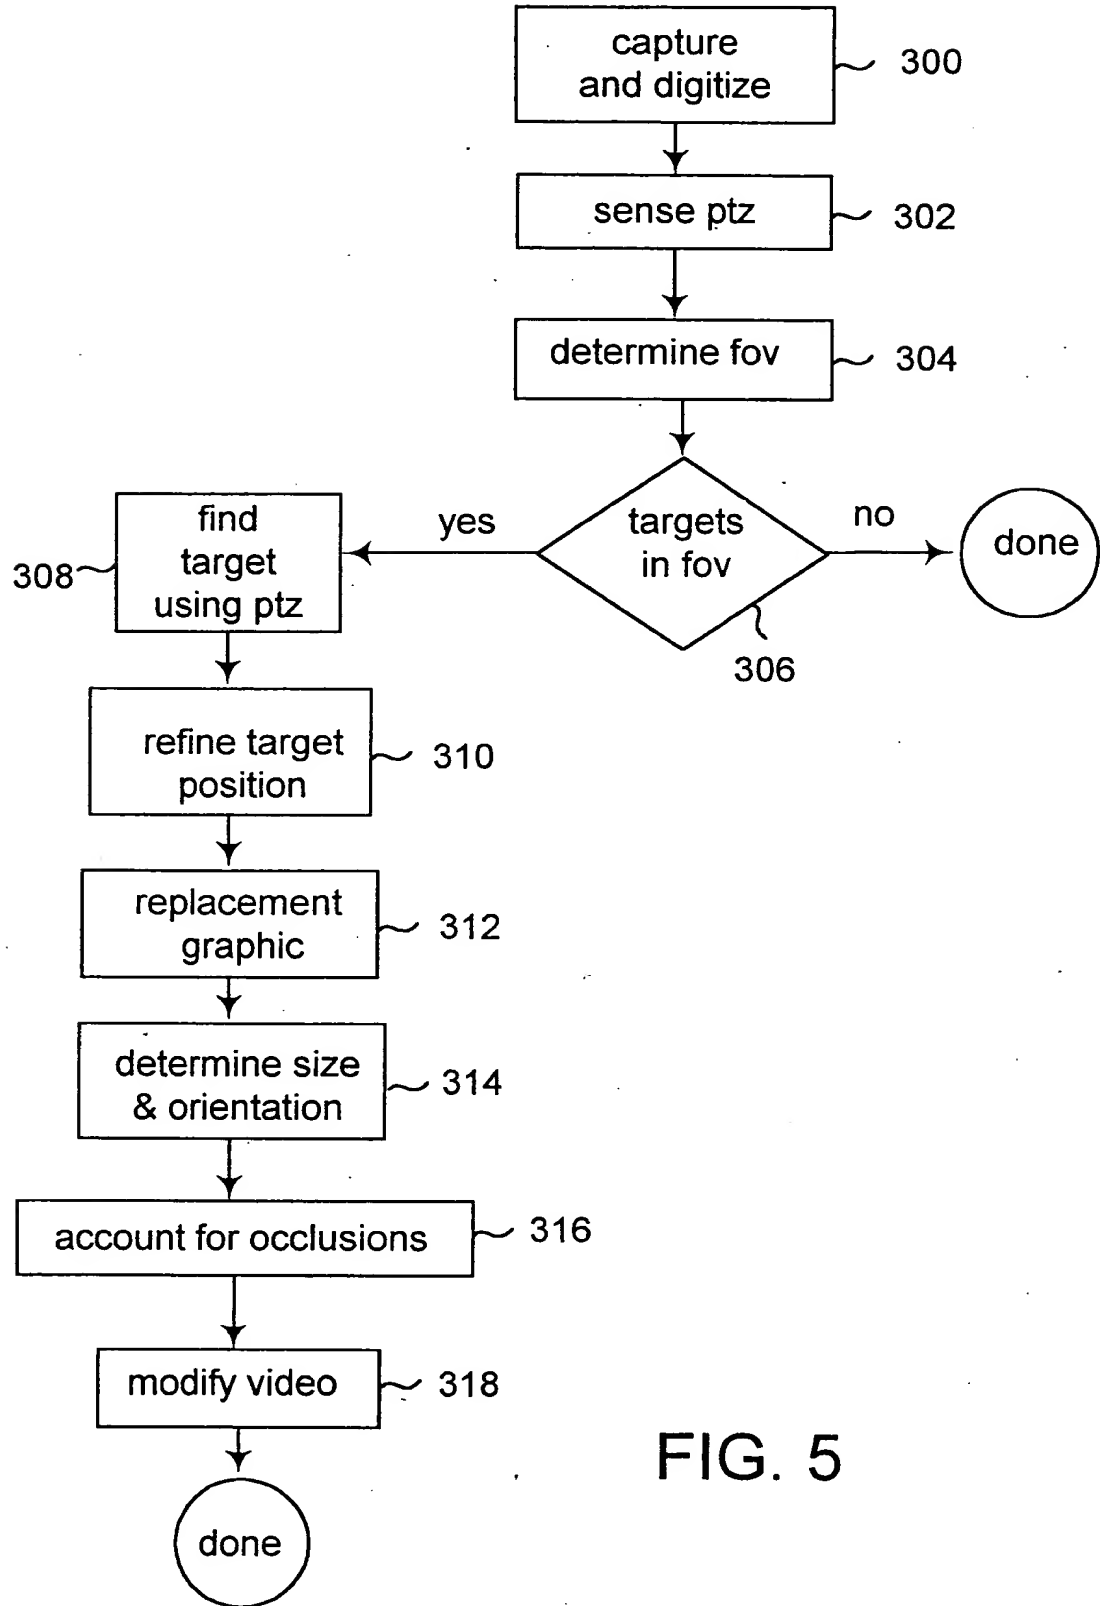 capture
and digitize
300
sense ptz
302
determine fov
304
targets
in fov
306
yes
no
done
find
target
using ptz
308
refine target
position
310
replacement
graphic
312
determine size
& orientation
314
account for occlusions
316
modify video
318
done
FIG. 5